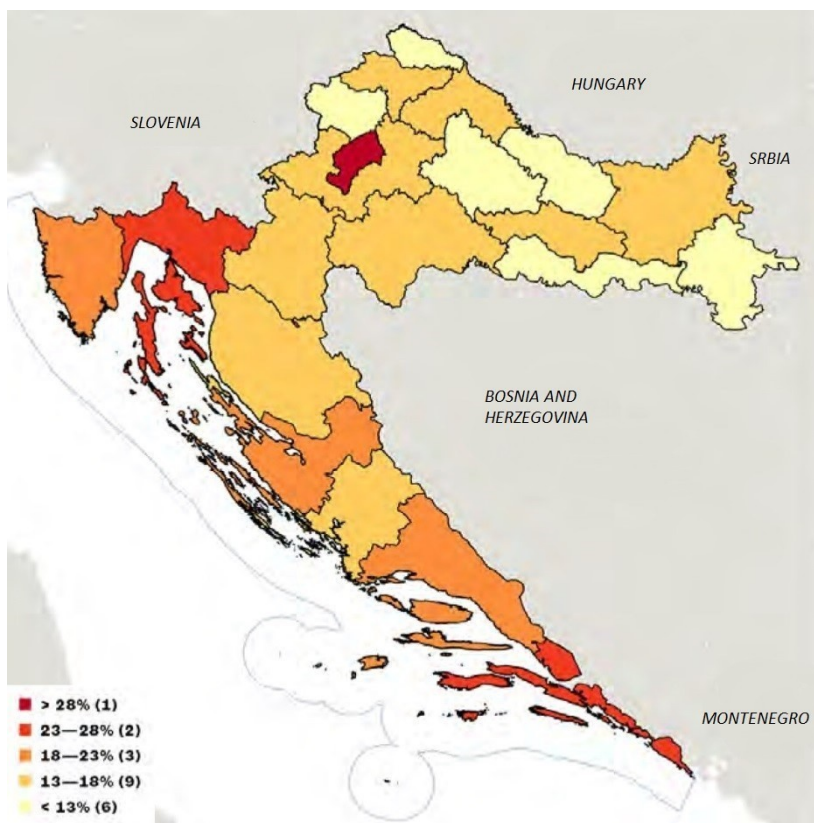 HUNGARY
SLOVENIA
SRBIA
BOSNIA AND
HERZEGOVINA
MONTENEGRO
> 28% (1)
23—28% (2)
18—23% (3)
13—18% (9)
< 13% (6)